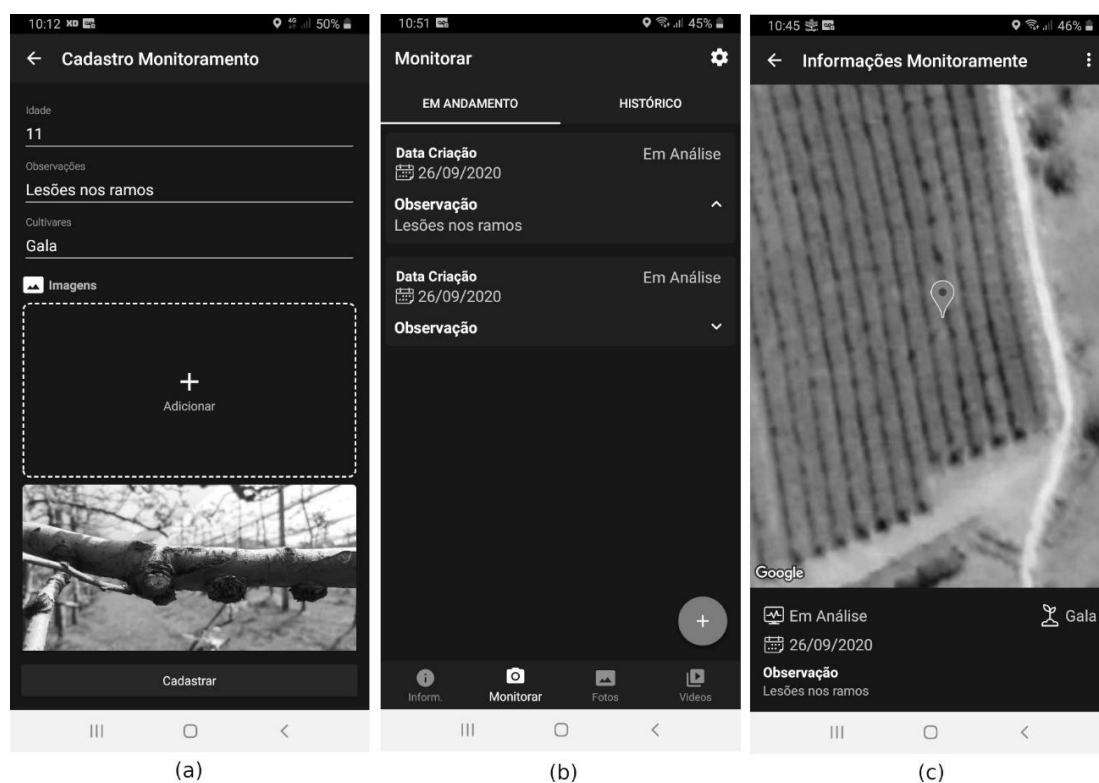 10:12
4G
50%
Cadastro Monitoramento
Idade
11
Observações
Lesões nos ramos
Cultivares
Gala
Imagens
Adicionar
Cadastrar
(a)
10:51
45%
Monitorar
EM ANDAMENTO
HISTÓRICO
Data Criação
Em Análise
26/09/2020
Observação
Lesões nos ramos
Data Criação
Em Análise
26/09/2020
Observação
Inform.
Monitorar
Fotos
Vídeos
(b)
10:45
46%
Informações Monitoramente
Google
Em Análise
Gala
26/09/2020
Observação
Lesões nos ramos
(c)